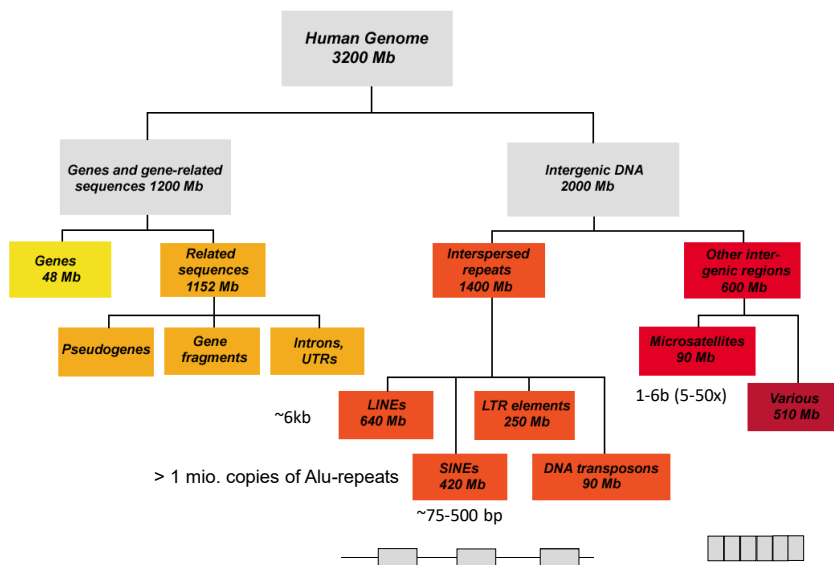 Human Genome
3200 Mb
Genes and gene-related
sequences 1200 Mb
Intergenic DNA
2000 Mb
Genes
48 Mb
Related
sequences
1152 Mb
Interspersed
repeats
1400 Mb
Other inter-
genic regions
600 Mb
Pseudogenes
Gene
fragments
Introns,
UTRs
Microsatellites
90 Mb
1-6b (5-50x)
Various
510 Mb
~6kb
LINEs
640 Mb
LTR elements
250 Mb
> 1 mio. copies of Alu-repeats
SINEs
420 Mb
DNA transposons
90 Mb
~75-500 bp